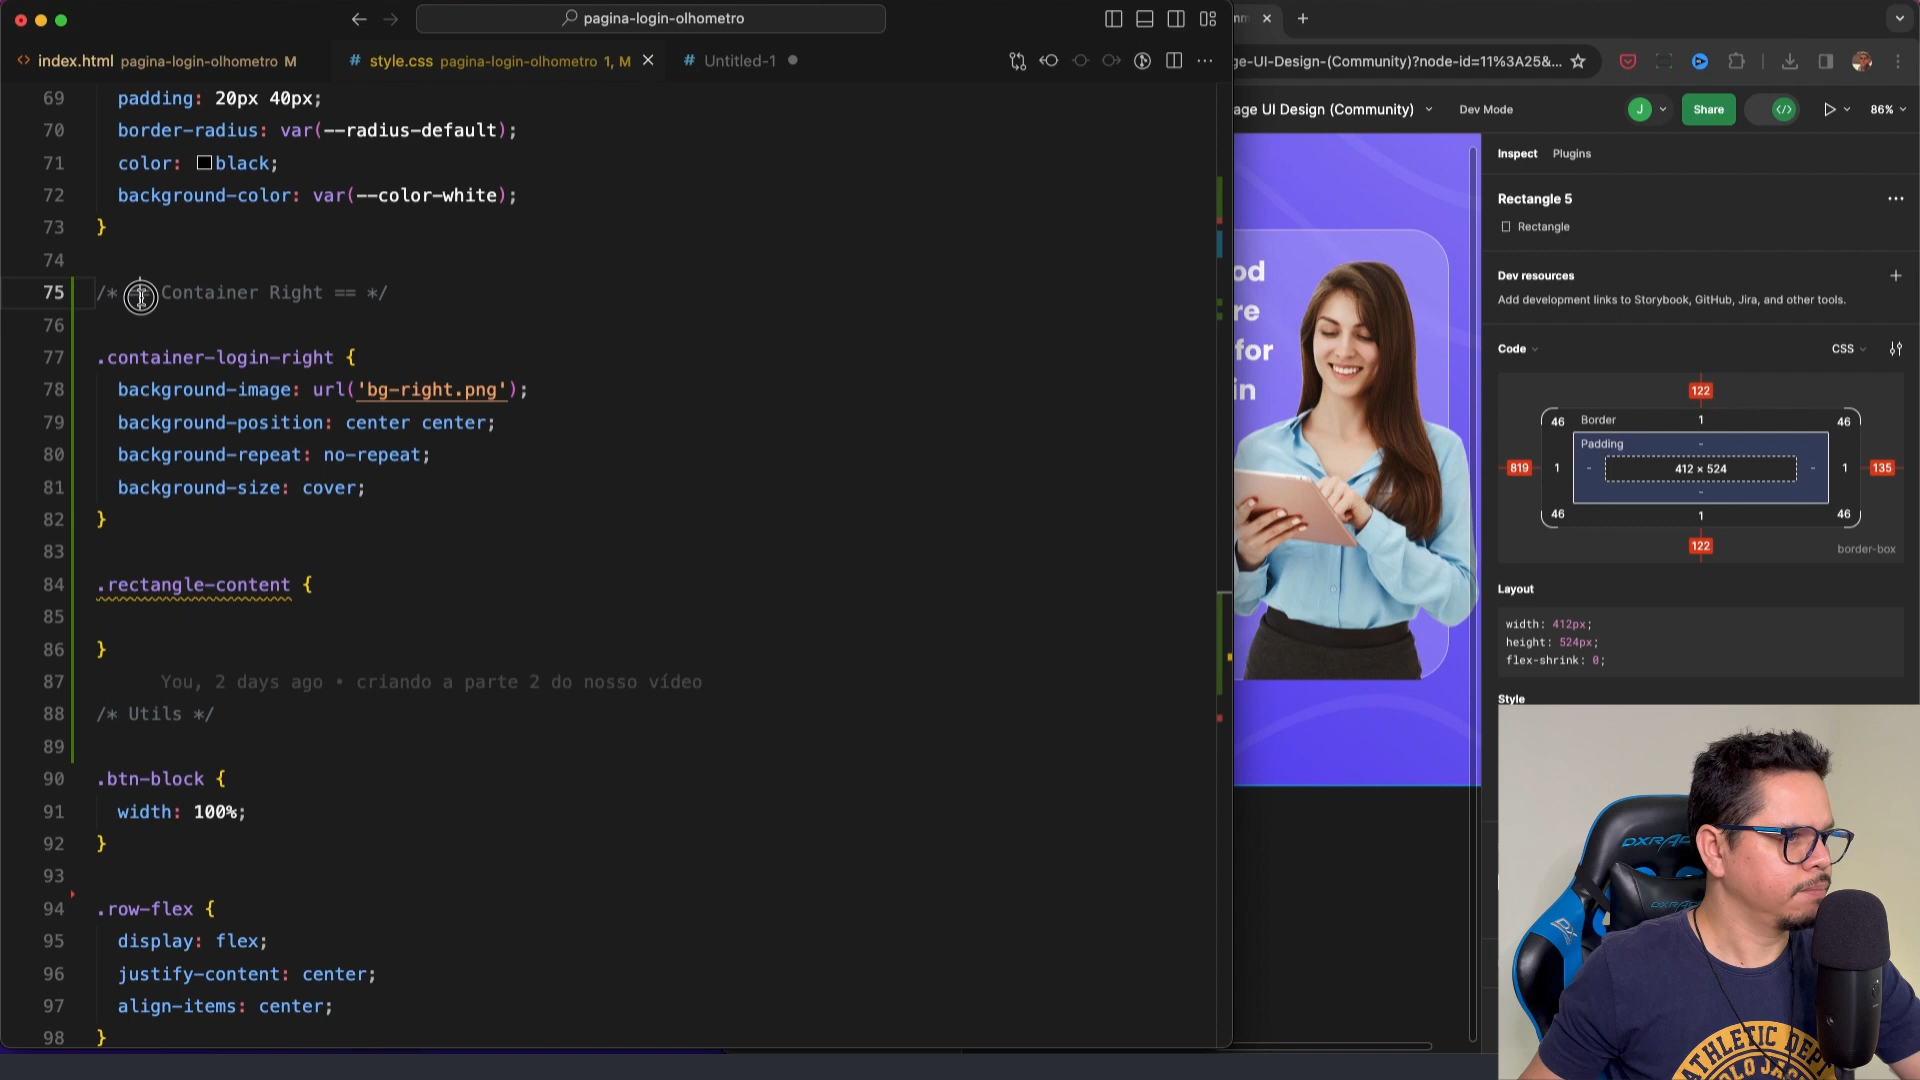 pagina-login-olhometro
index.html pagina-login-olhometro M
# style.css pagina-login-olhometro 1, M
# Untitled-1
69 padding: 20px 40px;
70 border-radius: var(--radius-default);
71 color: black;
72 background-color: var(--color-white);
73 }
74
75 /* Container Right == */
76
77 .container-login-right {
78 background-image: url('bg-right.png');
79 background-position: center center;
80 background-repeat: no-repeat;
81 background-size: cover;
82 }
83
84 .rectangle-content {
85
86 }
87 You, 2 days ago • criando a parte 2 do nosso vídeo
88 /* Utils */
89
90 .btn-block {
91 width: 100%;
92 }
93
94 .row-flex {
95 display: flex;
96 justify-content: center;
97 align-items: center;
98 }
ge-UI-Design-(Community)?node-id=11%3A25&...
age UI Design (Community)
Dev Mode
J
Share
</>
86%
od
re
for
in
Inspect Plugins
Rectangle 5
Rectangle
Dev resources
Add development links to Storybook, GitHub, Jira, and other tools.
Code
CSS
122
46 Border 1 46
Padding -
819 1 - 412 × 524 - 1 135
-
46 1 46
122
border-box
Layout
width: 412px;
height: 524px;
flex-shrink: 0;
Style
DXRACER
ATHLETIC DEP